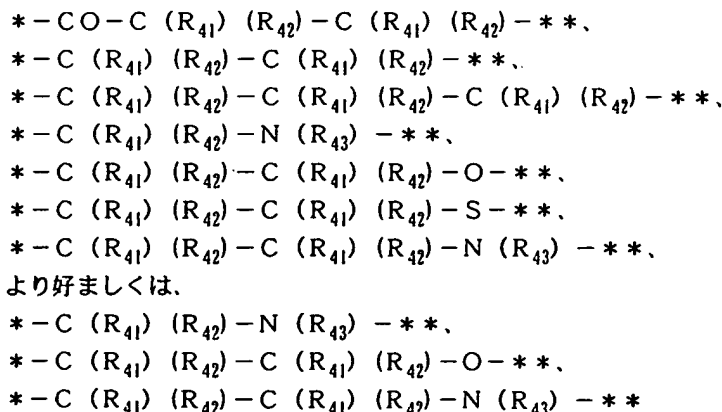 *－CO－C (R₄₁) (R₄₂)－C (R₄₁) (R₄₂)－**、
*－C (R₄₁) (R₄₂)－C (R₄₁) (R₄₂)－**、
*－C (R₄₁) (R₄₂)－C (R₄₁) (R₄₂)－C (R₄₁) (R₄₂)－**、
*－C (R₄₁) (R₄₂)－N (R₄₃) －**、
*－C (R₄₁) (R₄₂)－C (R₄₁) (R₄₂)－O－**、
*－C (R₄₁) (R₄₂)－C (R₄₁) (R₄₂)－S－**、
*－C (R₄₁) (R₄₂)－C (R₄₁) (R₄₂)－N (R₄₃) －**、
より好ましくは、
*－C (R₄₁) (R₄₂)－N (R₄₃) －**、
*－C (R₄₁) (R₄₂)－C (R₄₁) (R₄₂)－O－**、
*－C (R₄₁) (R₄₂)－C (R₄₁) (R₄₂)－N (R₄₃) －**